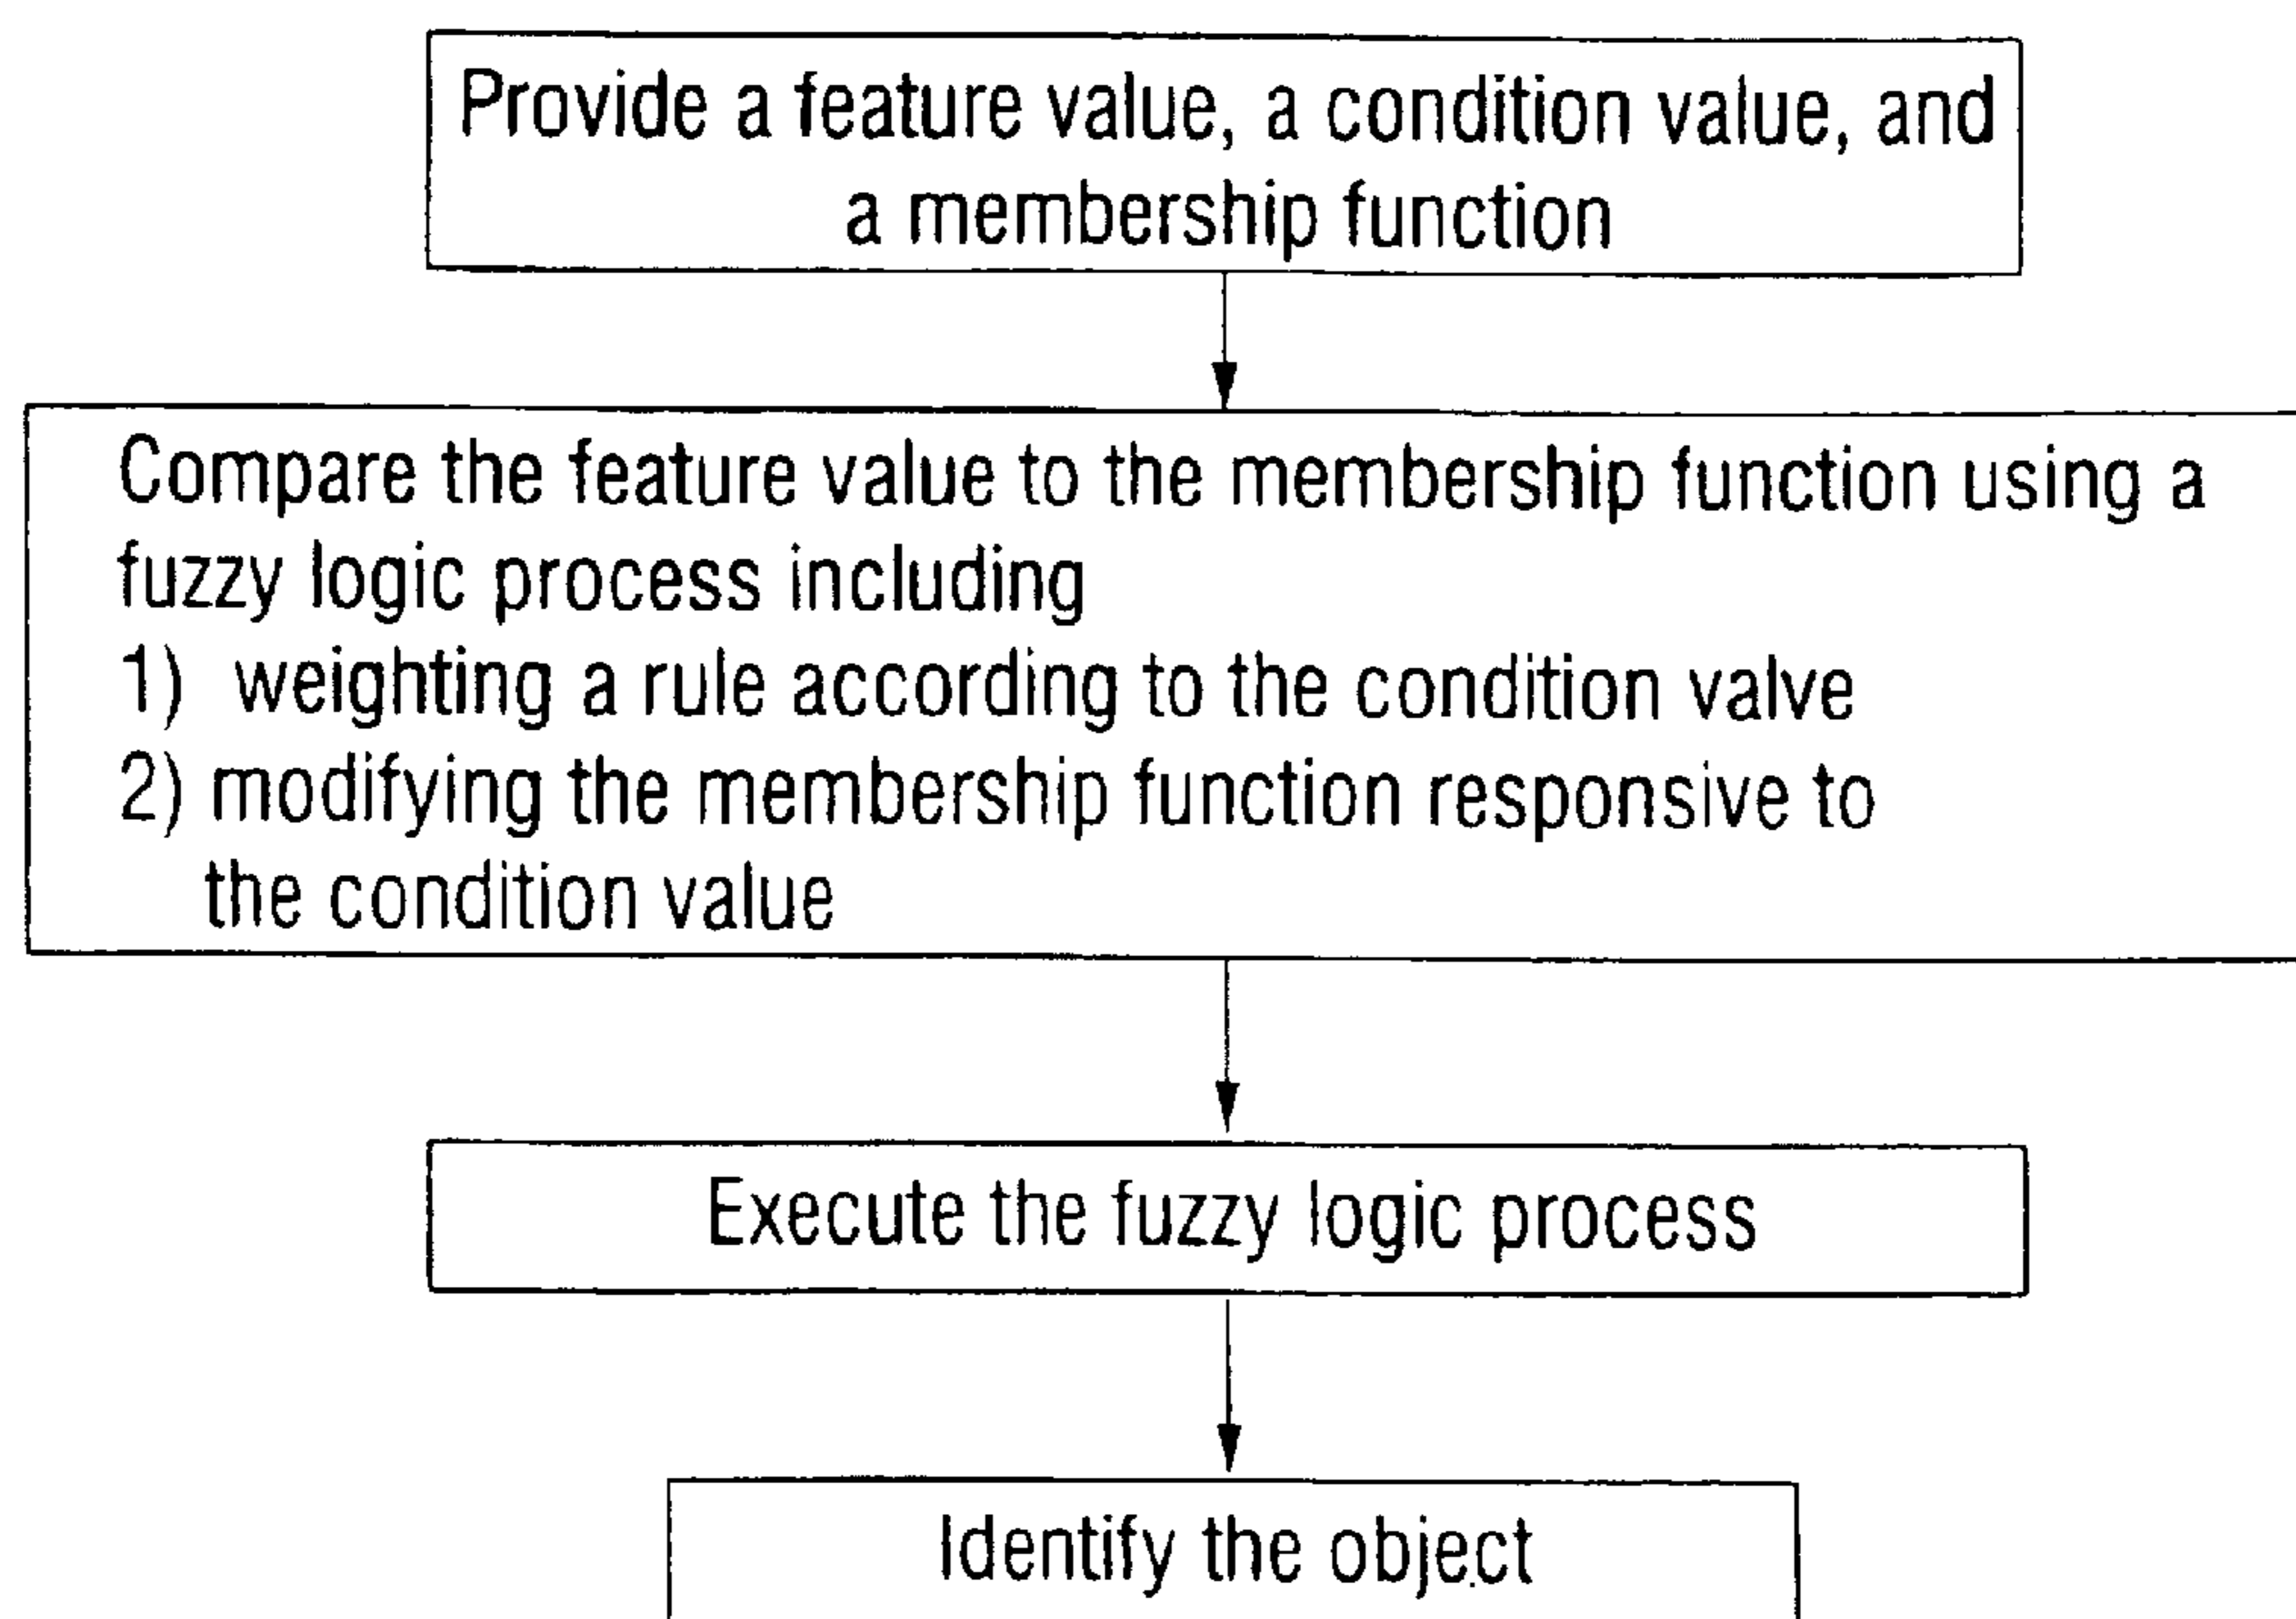 Provide a feature value, a condition value, and
a membership function
Compare the feature value to the membership function using a
fuzzy logic process including
1) weighting a rule according to the condition valve
2) modifying the membership function responsive to
the condition value
Execute the fuzzy logic process
Identify the object